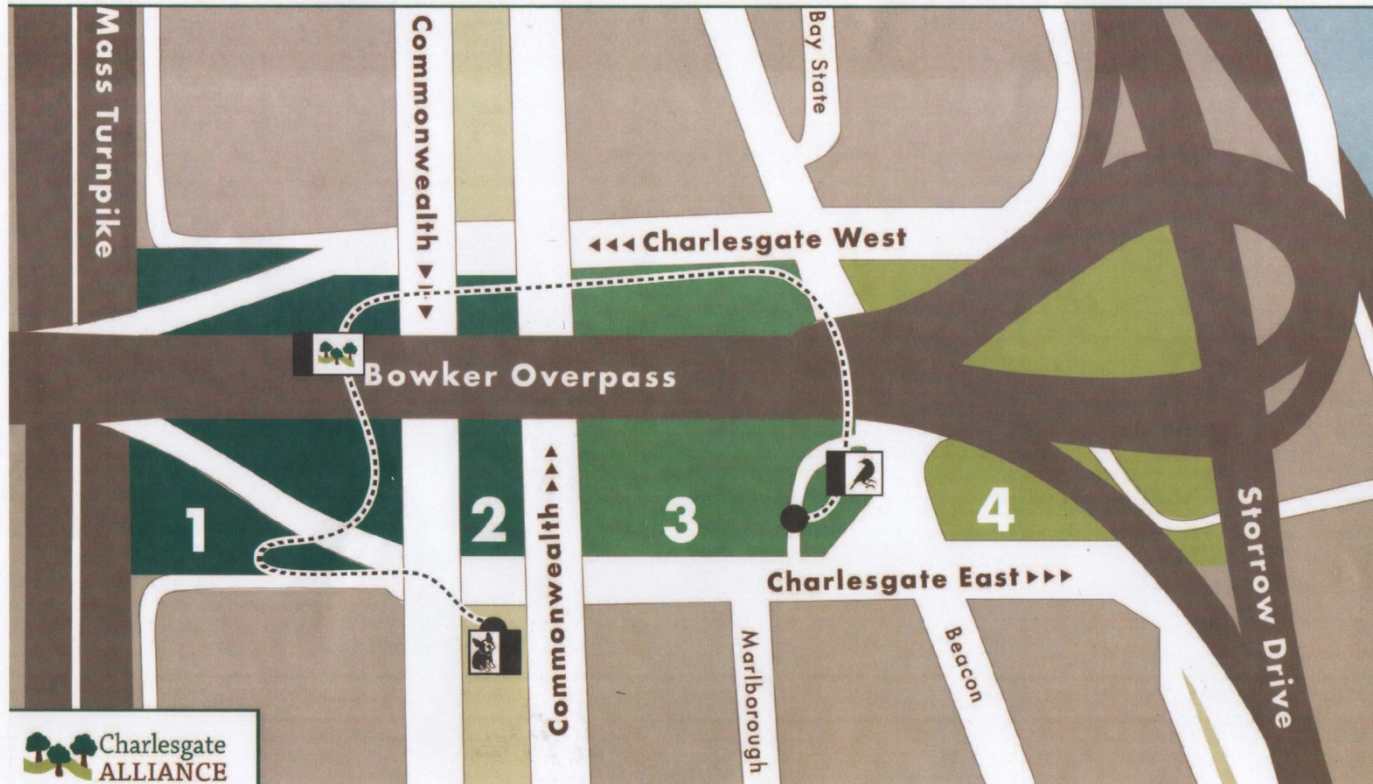 Mass Turnpike
Commonwealth ►►►
Bay State
◄◄◄ Charlesgate West
Bowker Overpass
1
2
3
4
Commonwealth ►►►
Charlesgate East ►►►
Marlborough
Beacon
Storrow Drive
Charlesgate
ALLIANCE